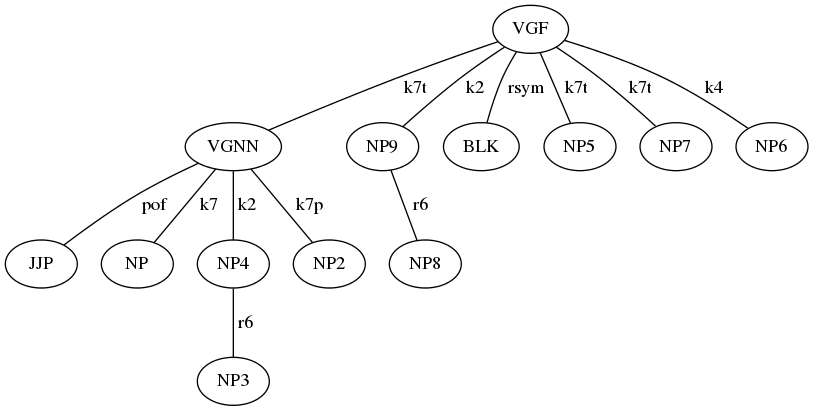 VGF
k7t k2 rsym k7t k7t k4
VGNN NP9 BLK NP5 NP7 NP6
pof k7 k2 k7p r6
JJP NP NP4 NP2 NP8
r6
NP3